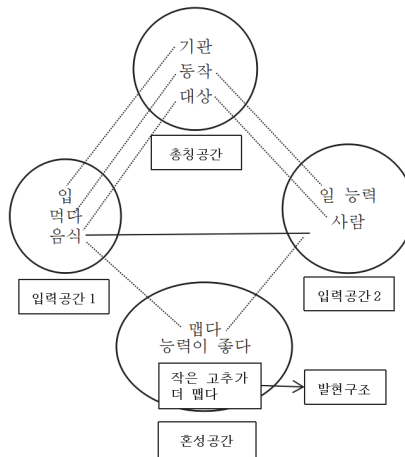 기관
동작
대상
총칭공간
입
먹다
음식
입력공간 1
일 능력
사람
입력공간 2
맵다
능력이 좋다
작은 고추가
더 맵다
발현구조
혼성공간